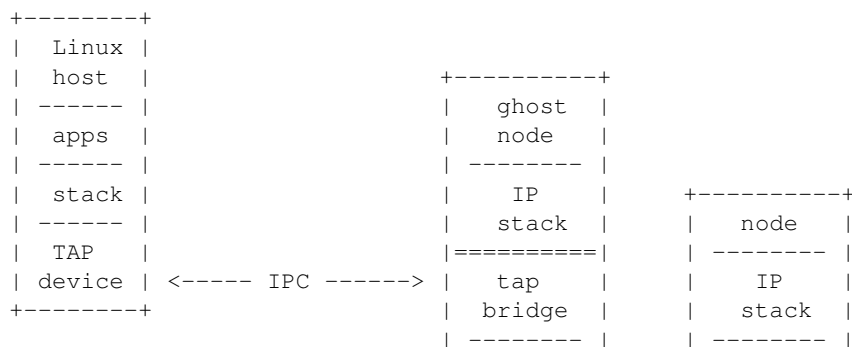 +--------+
|  Linux |
|  host  |                    +----------+
| ------ |                    |   ghost  |
|  apps  |                    |   node   |
| ------ |                    | -------- |
|  stack |                    |    IP    |     +----------+
| ------ |                    |   stack  |     |   node   |
|  TAP   |                    |==========|     | -------- |
| device | <----- IPC ------> |   tap    |     |    IP    |
+--------+                    |  bridge  |     |   stack  |
                              | -------- |     | -------- |